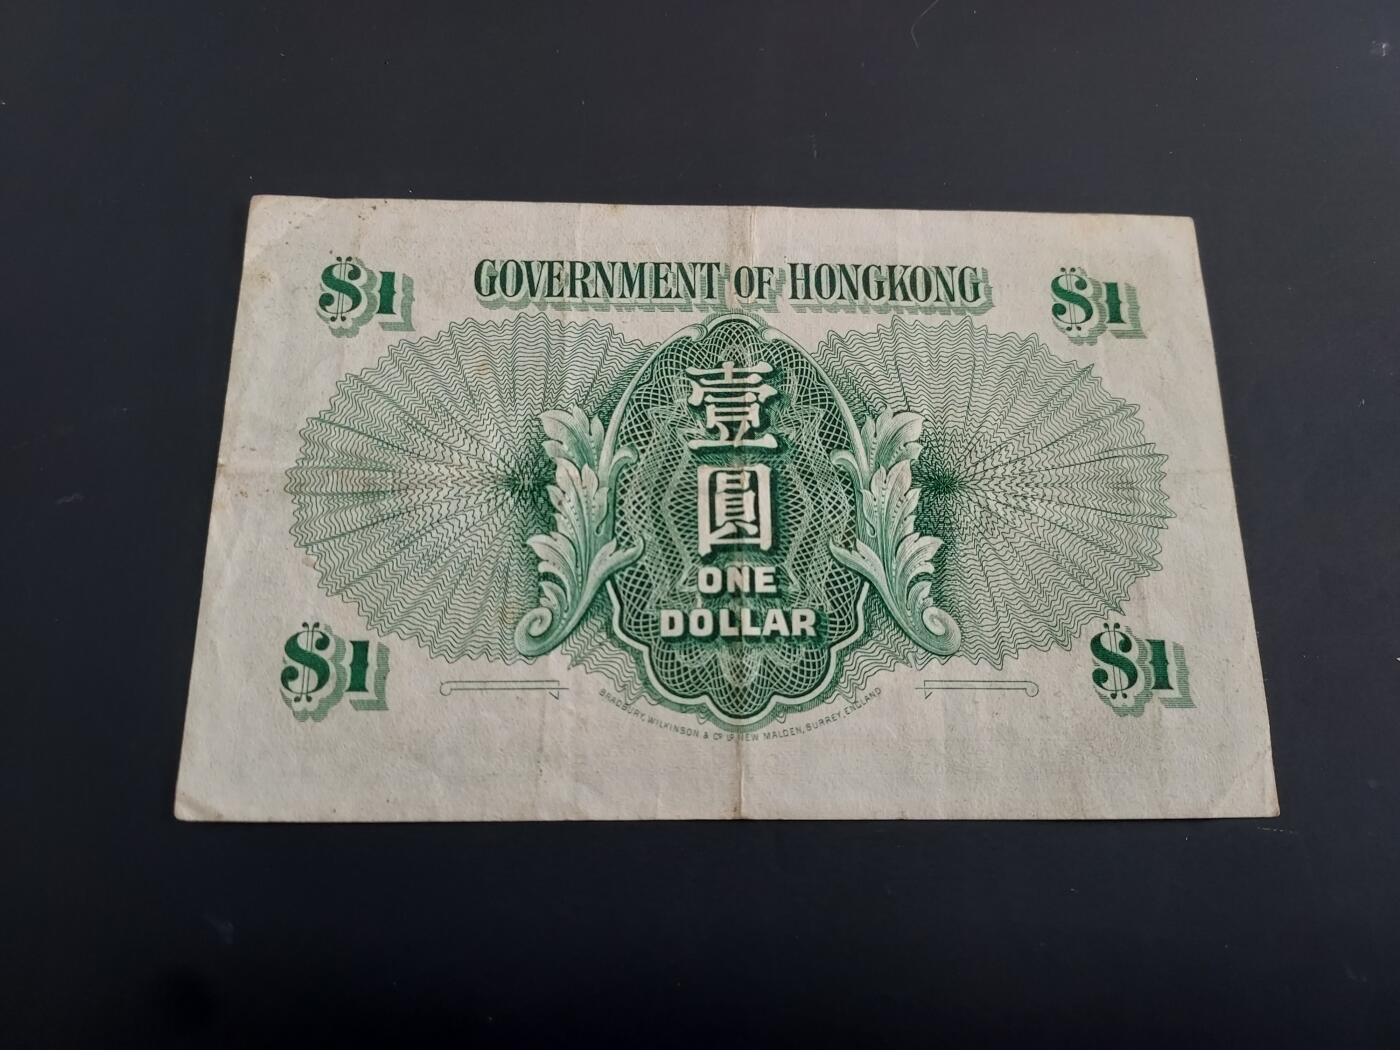 $1 GOVERNMENT OF HONGKONG $1
壹
圓
ONE
DOLLAR
$1 $1
BRADBURY, WILKINSON & Cº Lᴰ NEW MALDEN, SURREY, ENGLAND